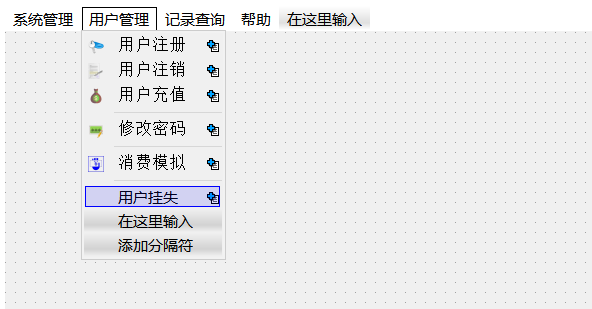 系统管理 用户管理 记录查询 帮助 在这里输入
用户注册
用户注销
用户充值
修改密码
消费模拟
用户挂失
在这里输入
添加分隔符